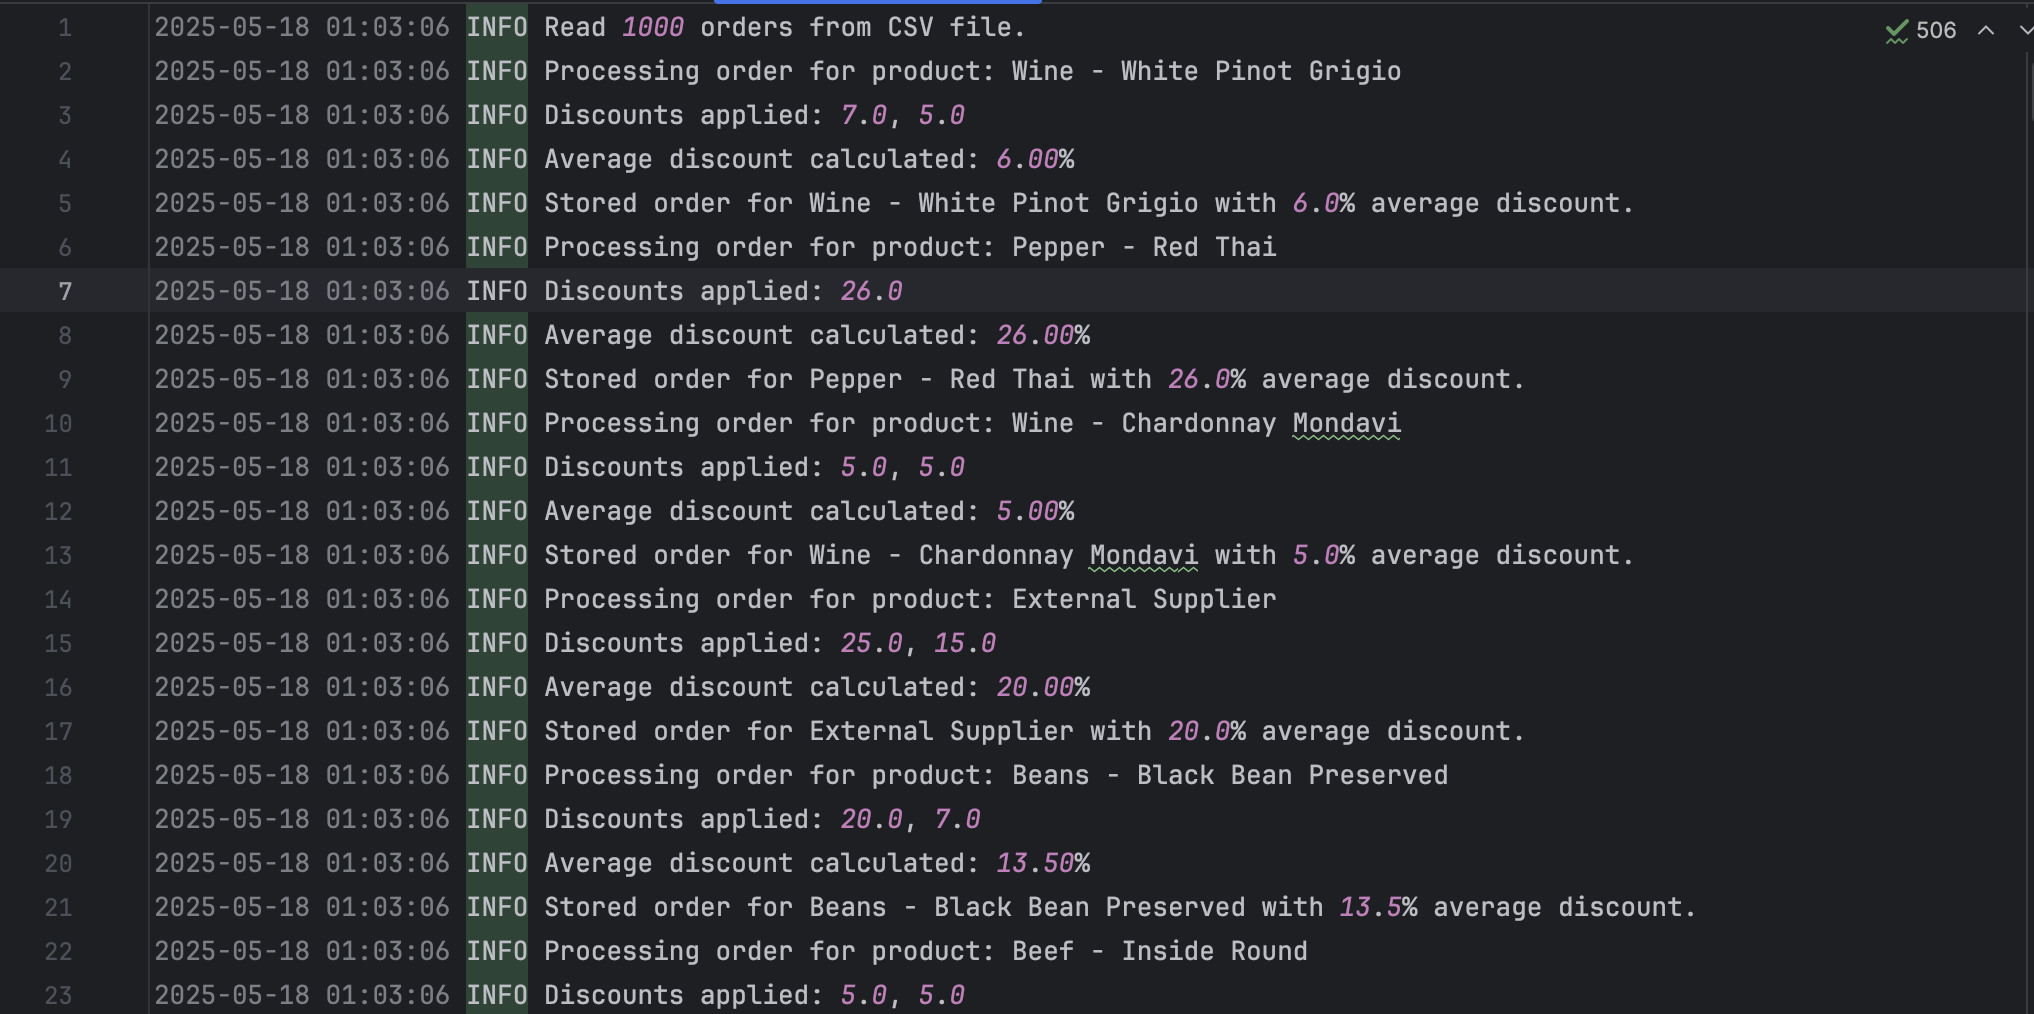 506
1 2025-05-18 01:03:06 INFO Read 1000 orders from CSV file.
2 2025-05-18 01:03:06 INFO Processing order for product: Wine - White Pinot Grigio
3 2025-05-18 01:03:06 INFO Discounts applied: 7.0, 5.0
4 2025-05-18 01:03:06 INFO Average discount calculated: 6.00%
5 2025-05-18 01:03:06 INFO Stored order for Wine - White Pinot Grigio with 6.0% average discount.
6 2025-05-18 01:03:06 INFO Processing order for product: Pepper - Red Thai
7 2025-05-18 01:03:06 INFO Discounts applied: 26.0
8 2025-05-18 01:03:06 INFO Average discount calculated: 26.00%
9 2025-05-18 01:03:06 INFO Stored order for Pepper - Red Thai with 26.0% average discount.
10 2025-05-18 01:03:06 INFO Processing order for product: Wine - Chardonnay Mondavi
11 2025-05-18 01:03:06 INFO Discounts applied: 5.0, 5.0
12 2025-05-18 01:03:06 INFO Average discount calculated: 5.00%
13 2025-05-18 01:03:06 INFO Stored order for Wine - Chardonnay Mondavi with 5.0% average discount.
14 2025-05-18 01:03:06 INFO Processing order for product: External Supplier
15 2025-05-18 01:03:06 INFO Discounts applied: 25.0, 15.0
16 2025-05-18 01:03:06 INFO Average discount calculated: 20.00%
17 2025-05-18 01:03:06 INFO Stored order for External Supplier with 20.0% average discount.
18 2025-05-18 01:03:06 INFO Processing order for product: Beans - Black Bean Preserved
19 2025-05-18 01:03:06 INFO Discounts applied: 20.0, 7.0
20 2025-05-18 01:03:06 INFO Average discount calculated: 13.50%
21 2025-05-18 01:03:06 INFO Stored order for Beans - Black Bean Preserved with 13.5% average discount.
22 2025-05-18 01:03:06 INFO Processing order for product: Beef - Inside Round
23 2025-05-18 01:03:06 INFO Discounts applied: 5.0, 5.0